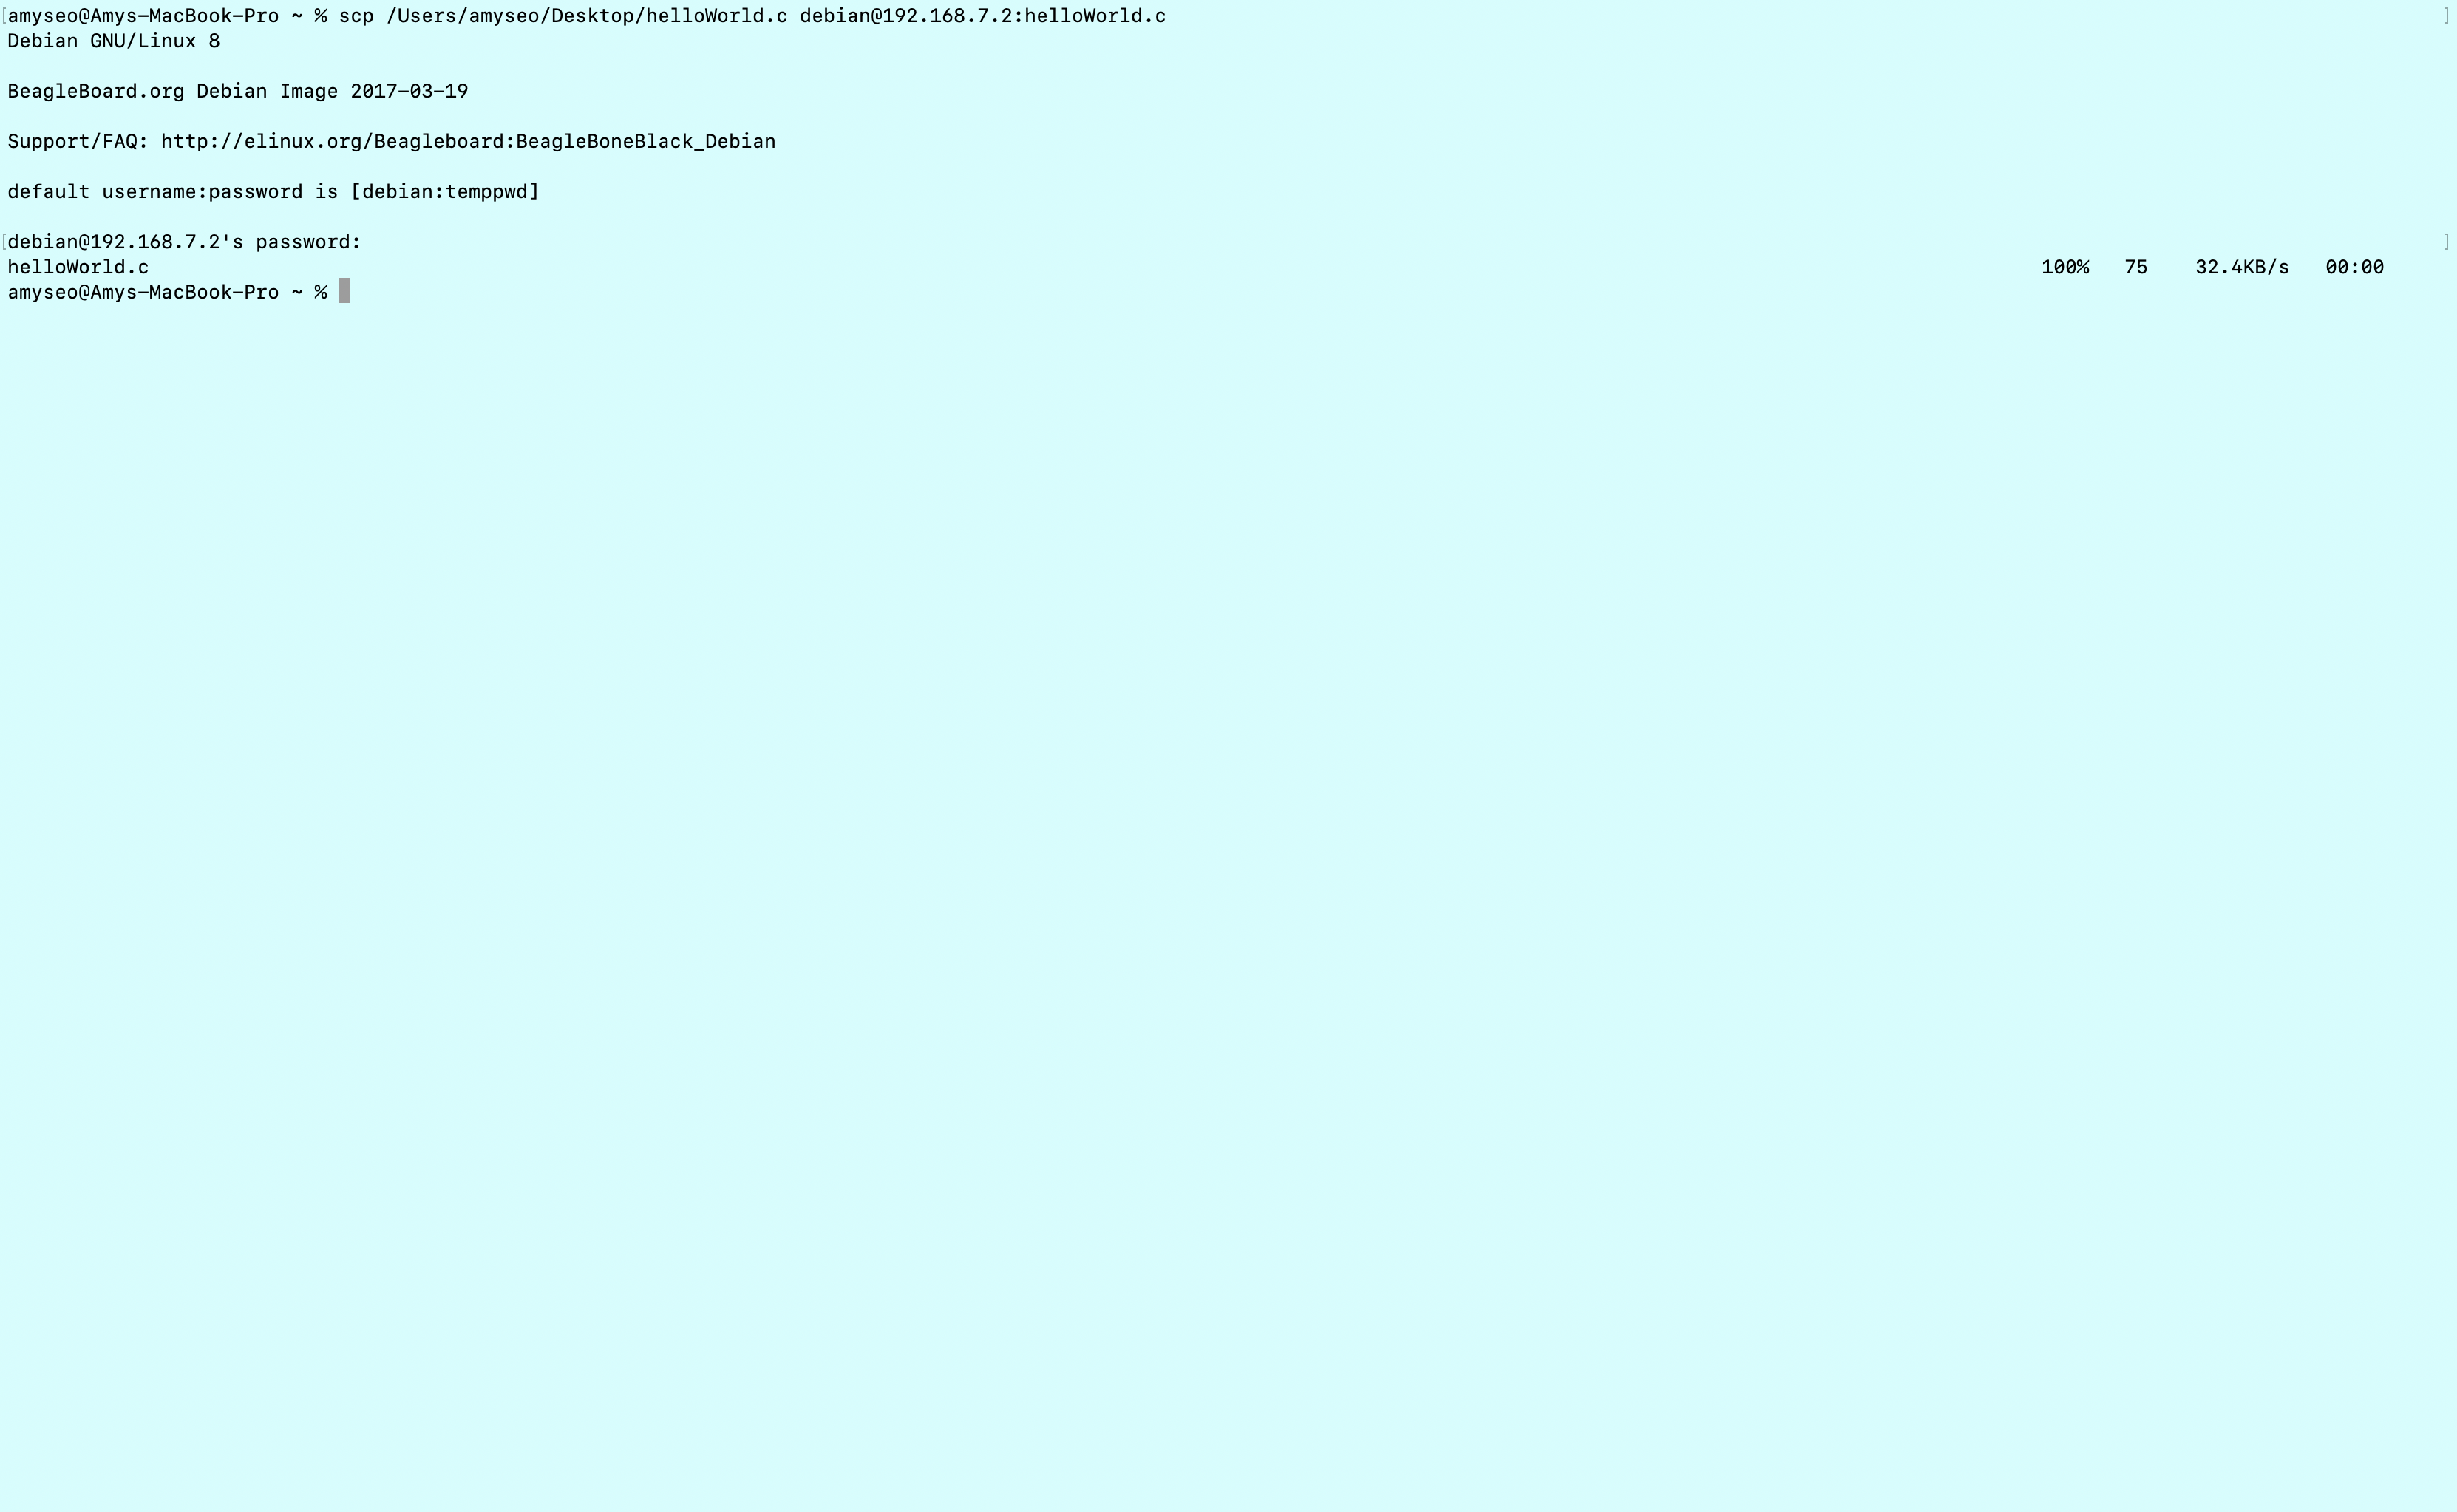 [amyseo@Amys-MacBook-Pro ~ % scp /Users/amyseo/Desktop/helloWorld.c debian@192.168.7.2:helloWorld.c ]
Debian GNU/Linux 8
BeagleBoard.org Debian Image 2017-03-19
Support/FAQ: http://elinux.org/Beagleboard:BeagleBoneBlack_Debian
default username:password is [debian:temppwd]
[debian@192.168.7.2's password: ]
helloWorld.c 100% 75 32.4KB/s 00:00
amyseo@Amys-MacBook-Pro ~ %